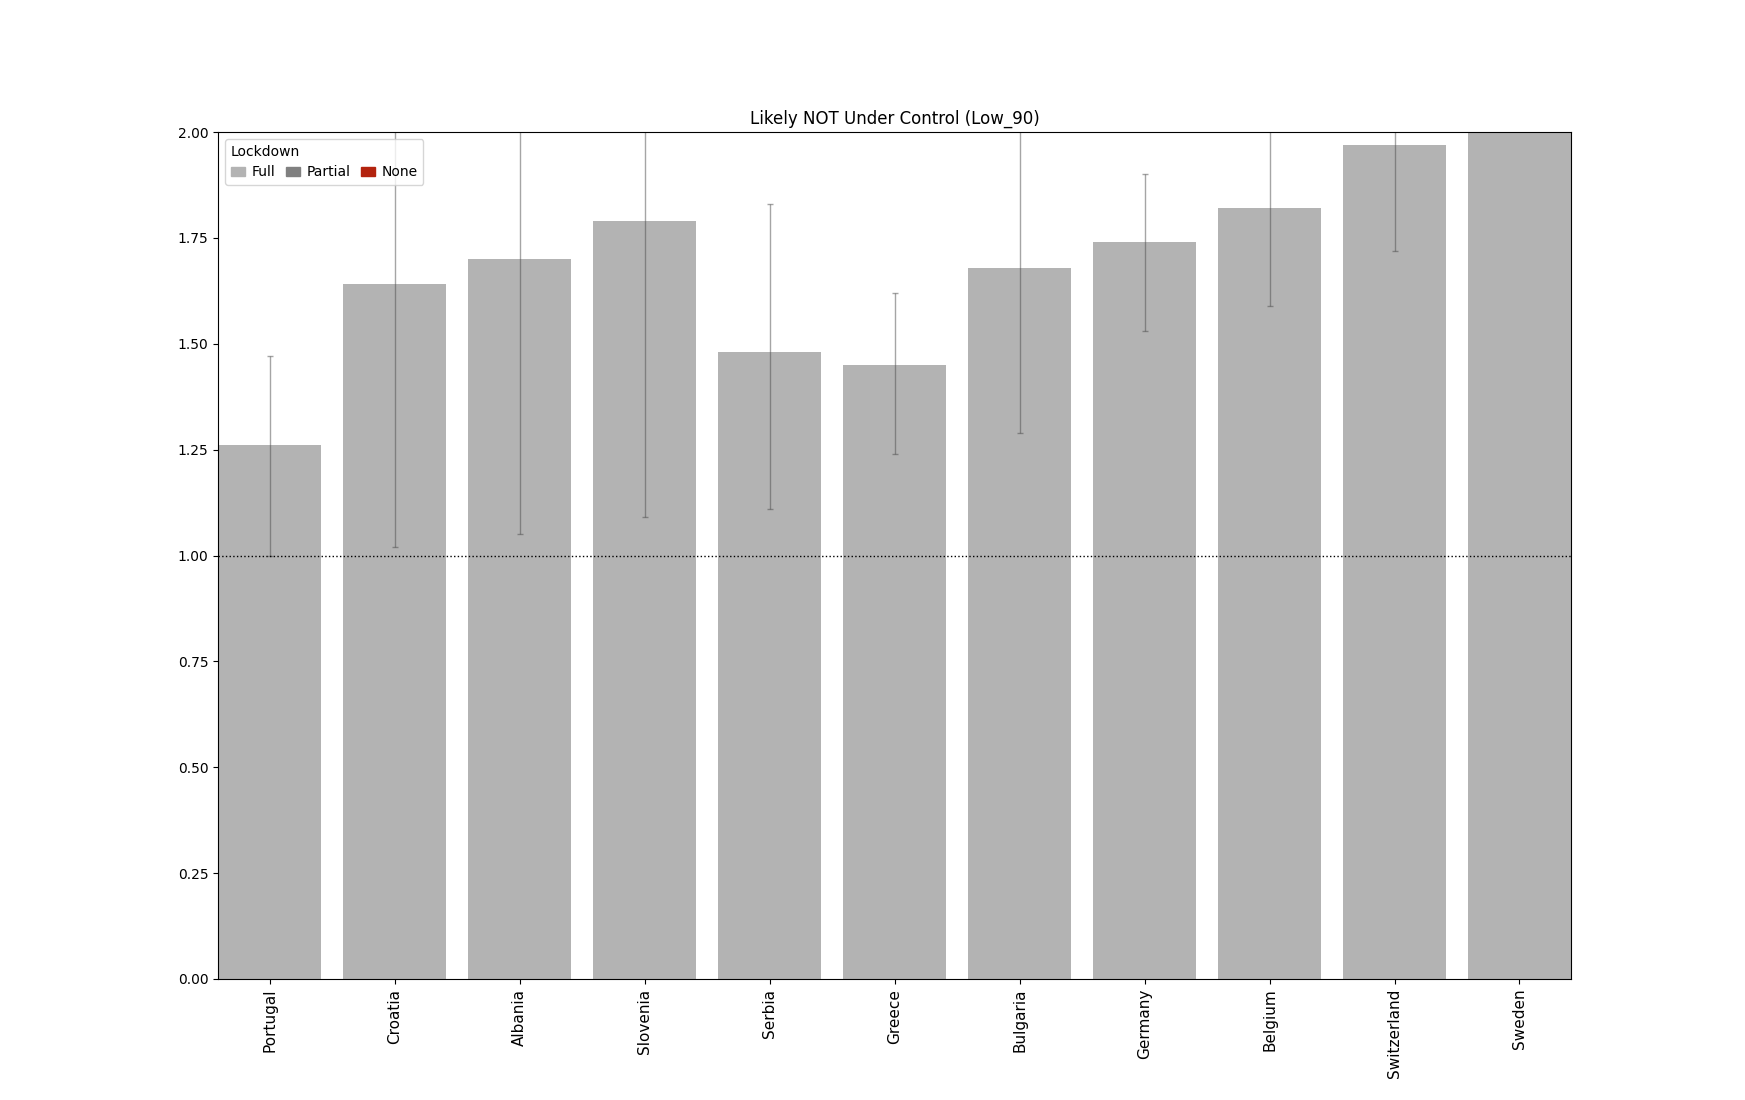 Likely NOT Under Control (Low_90)
Lockdown
Full Partial None
2.00
1.75
1.50
1.25
1.00
0.75
0.50
0.25
0.00
Portugal
Croatia
Albania
Slovenia
Serbia
Greece
Bulgaria
Germany
Belgium
Switzerland
Sweden